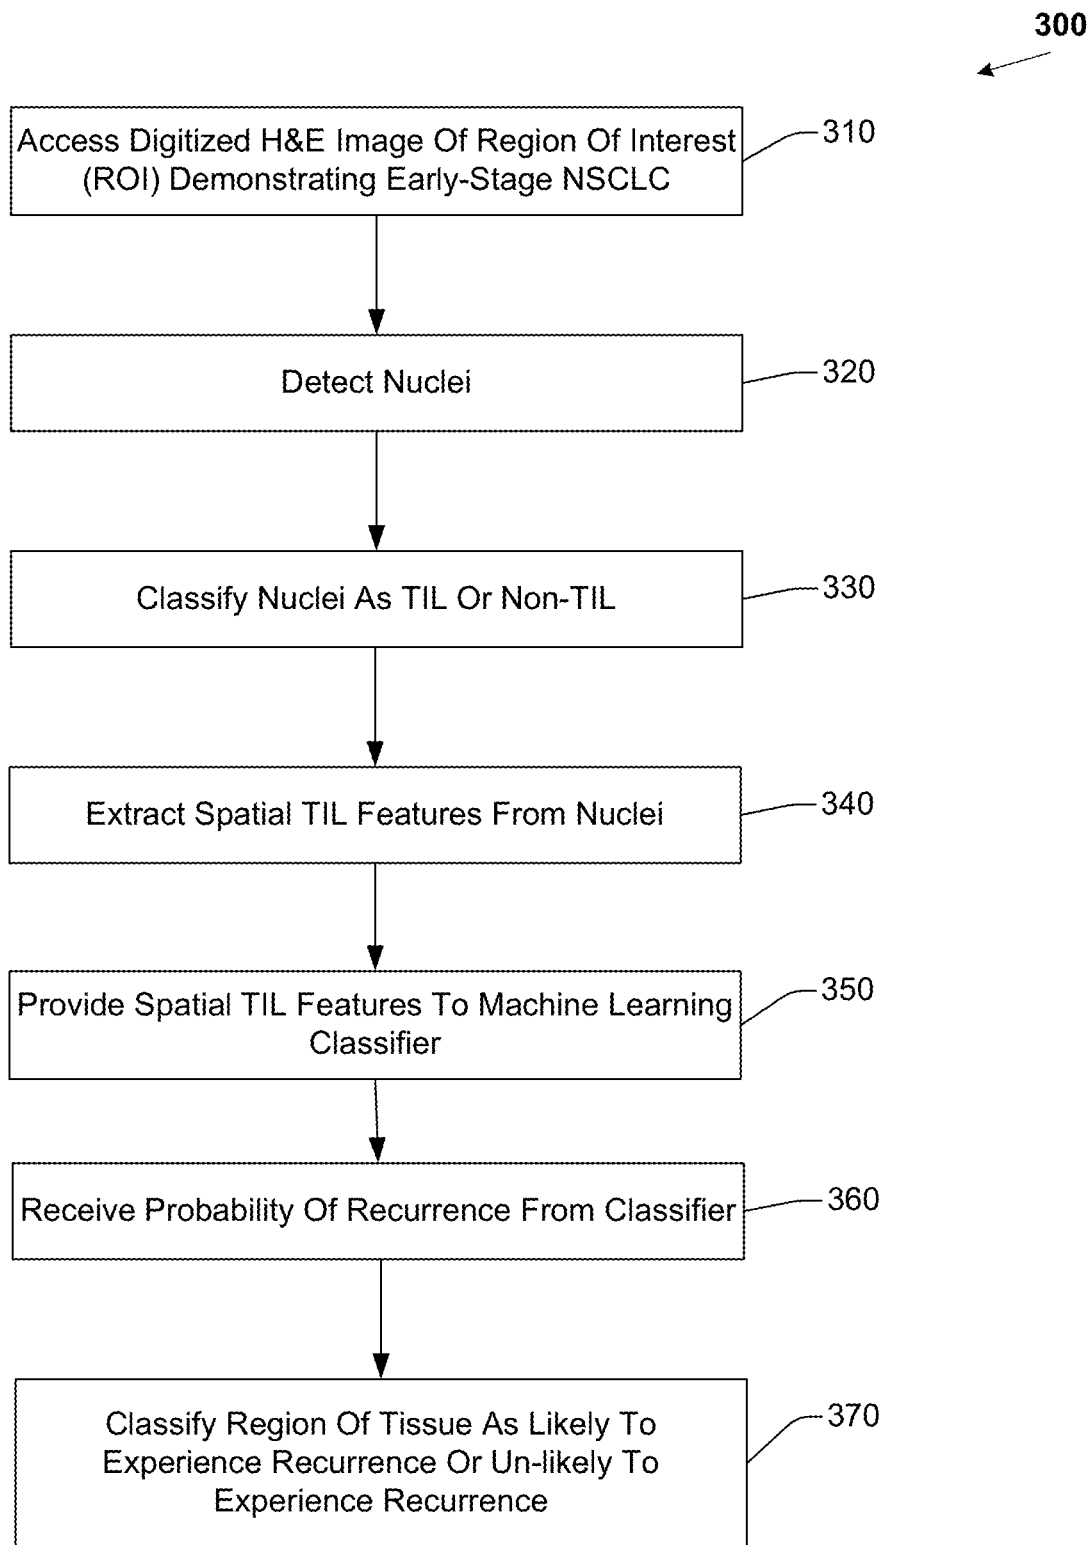 300
Access Digitized H&E Image Of Region Of Interest
(ROI) Demonstrating Early-Stage NSCLC
310
Detect Nuclei
320
Classify Nuclei As TIL Or Non-TIL
330
Extract Spatial TIL Features From Nuclei
340
Provide Spatial TIL Features To Machine Learning
Classifier
350
Receive Probability Of Recurrence From Classifier
360
Classify Region Of Tissue As Likely To
Experience Recurrence Or Un-likely To
Experience Recurrence
370